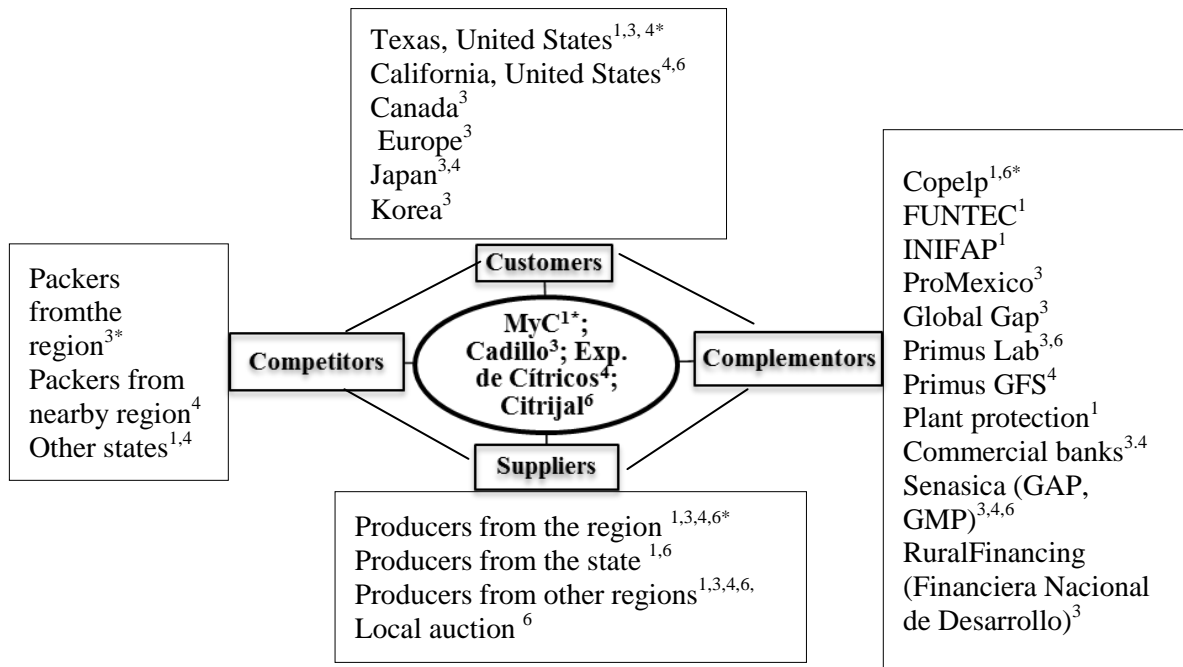 Texas, United States1,3, 4*
California, United States4,6
Canada3
Europe3
Japan3,4
Korea3
Customers
Packers
fromthe
region3*
Packers from
nearby region4
Other states1,4
Competitors
MyC1*;
Cadillo3; Exp.
de Cítricos4;
Citrijal6
Complementors
Copelp1,6*
FUNTEC1
INIFAP1
ProMexico3
Global Gap3
Primus Lab3,6
Primus GFS4
Plant protection1
Commercial banks3.4
Senasica (GAP,
GMP)3,4,6
RuralFinancing
(Financiera Nacional
de Desarrollo)3
Suppliers
Producers from the region 1,3,4,6*
Producers from the state 1,6
Producers from other regions1,3,4,6,
Local auction 6